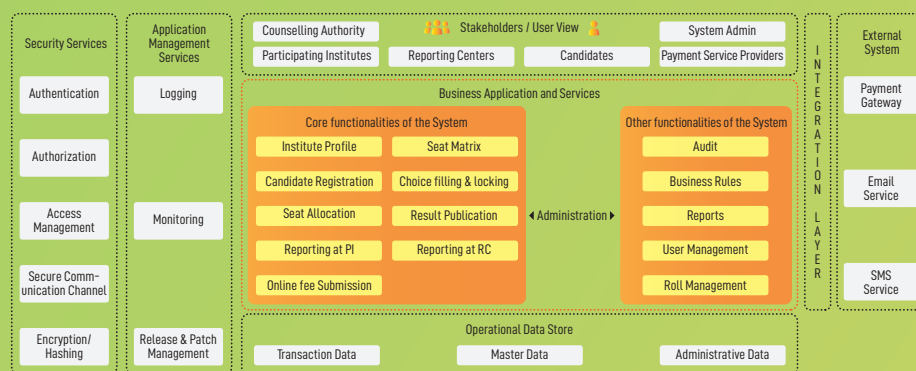 Security Services
Authentication
Authorization
Access
Management
Secure Comm-
unication Channel
Encryption/
Hashing
Application
Management
Services
Logging
Monitoring
Release & Patch
Management
Stakeholders / User View
Counselling Authority
System Admin
Participating Institutes
Reporting Centers
Candidates
Payment Service Providers
Business Application and Services
Core functionalities of the System
Institute Profile
Seat Matrix
Candidate Registration
Choice filling & locking
Seat Allocation
Result Publication
Reporting at PI
Reporting at RC
Online fee Submission
Administration
Other functionalities of the System
Audit
Business Rules
Reports
User Management
Roll Management
Operational Data Store
Transaction Data
Master Data
Administrative Data
INTEGRATION LAYER
External
System
Payment
Gateway
Email
Service
SMS
Service